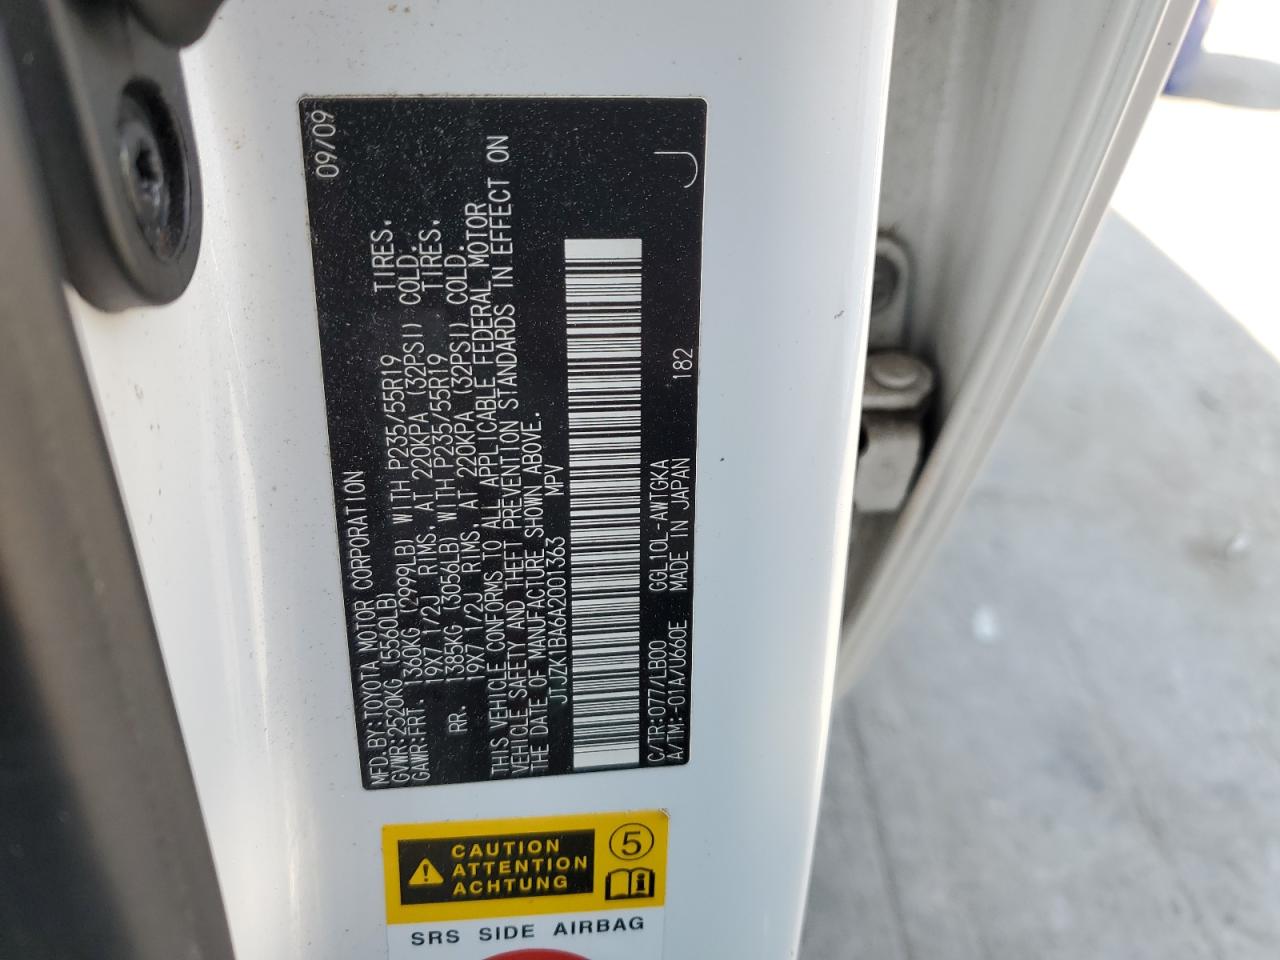 MFD.BY:TOYOTA MOTOR CORPORATION 09/09
GVWR:2520KG (5560LB)
GAWR:FRT. 1360KG (2999LB) WITH P235/55R19 TIRES.
19X7 1/2J RIMS. AT 220KPA (32PSI) COLD.
RR. 1385KG (3056LB) WITH P235/55R19 TIRES.
19X7 1/2J RIMS. AT 220KPA (32PSI) COLD.
THIS VEHICLE CONFORMS TO ALL APPLICABLE FEDERAL MOTOR
VEHICLE SAFETY AND THEFT PREVENTION STANDARDS IN EFFECT ON
THE DATE OF MANUFACTURE SHOWN ABOVE.
JTJZK1BA6A2001363 MPV
C/TR:077/LB00 GGL10L-AWTGKA
A/TM:-01A/U660E MADE IN JAPAN 182 J
CAUTION
ATTENTION
ACHTUNG
5
SRS SIDE AIRBAG